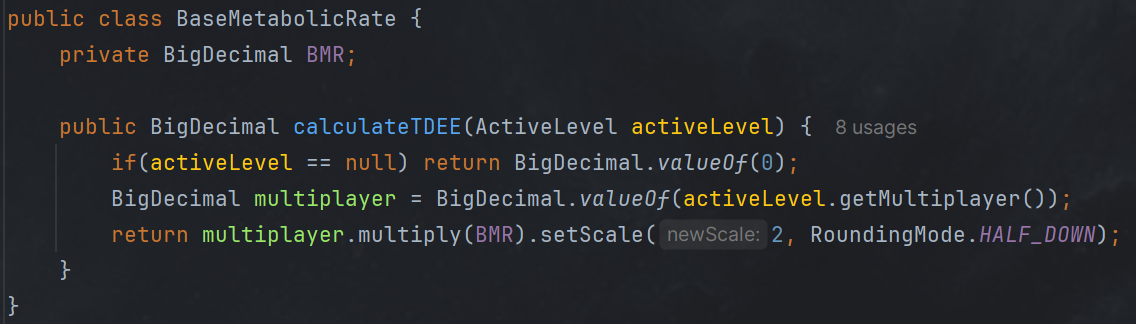 public class BaseMetabolicRate {
    private BigDecimal BMR;

    public BigDecimal calculateTDEE(ActiveLevel activeLevel) { 8 usages
        if(activeLevel == null) return BigDecimal.valueOf(0);
        BigDecimal multiplayer = BigDecimal.valueOf(activeLevel.getMultiplayer());
        return multiplayer.multiply(BMR).setScale( newScale: 2, RoundingMode.HALF_DOWN);
    }
}